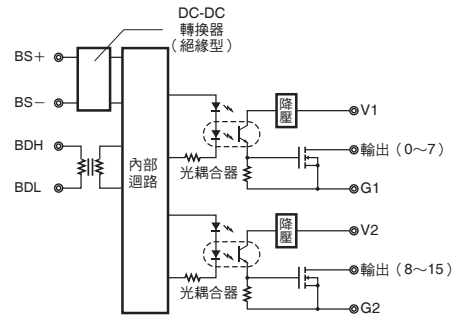 DC-DC
轉換器
（絕緣型）
BS＋
BS－
BDH
BDL
內部
迴路
降壓
V1
輸出（0～7）
光耦合器
G1
降壓
V2
輸出（8～15）
光耦合器
G2